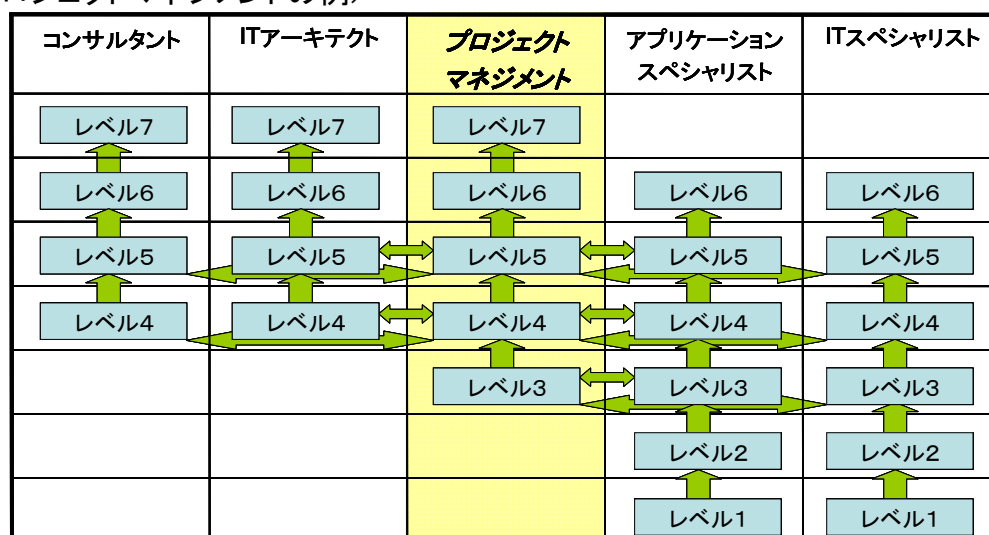 コンサルタント
ITアーキテクト
プロジェクト
マネジメント
アプリケーション
スペシャリスト
ITスペシャリスト
レベル7
レベル7
レベル7
レベル6
レベル6
レベル6
レベル6
レベル6
レベル5
レベル5
レベル5
レベル5
レベル5
レベル4
レベル4
レベル4
レベル4
レベル4
レベル3
レベル3
レベル3
レベル2
レベル2
レベル1
レベル1